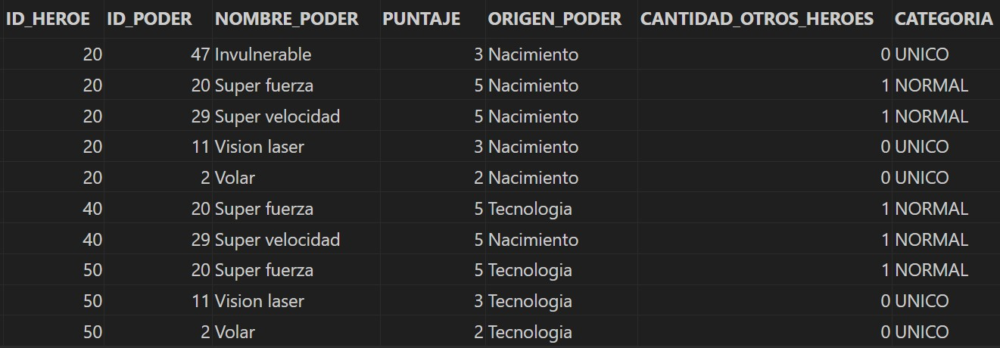 ID_HEROE ID_PODER NOMBRE_PODER PUNTAJE ORIGEN_PODER CANTIDAD_OTROS_HEROES CATEGORIA
20 47 Invulnerable 3 Nacimiento 0 UNICO
20 20 Super fuerza 5 Nacimiento 1 NORMAL
20 29 Super velocidad 5 Nacimiento 1 NORMAL
20 11 Vision laser 3 Nacimiento 0 UNICO
20 2 Volar 2 Nacimiento 0 UNICO
40 20 Super fuerza 5 Tecnologia 1 NORMAL
40 29 Super velocidad 5 Nacimiento 1 NORMAL
50 20 Super fuerza 5 Tecnologia 1 NORMAL
50 11 Vision laser 3 Tecnologia 0 UNICO
50 2 Volar 2 Tecnologia 0 UNICO